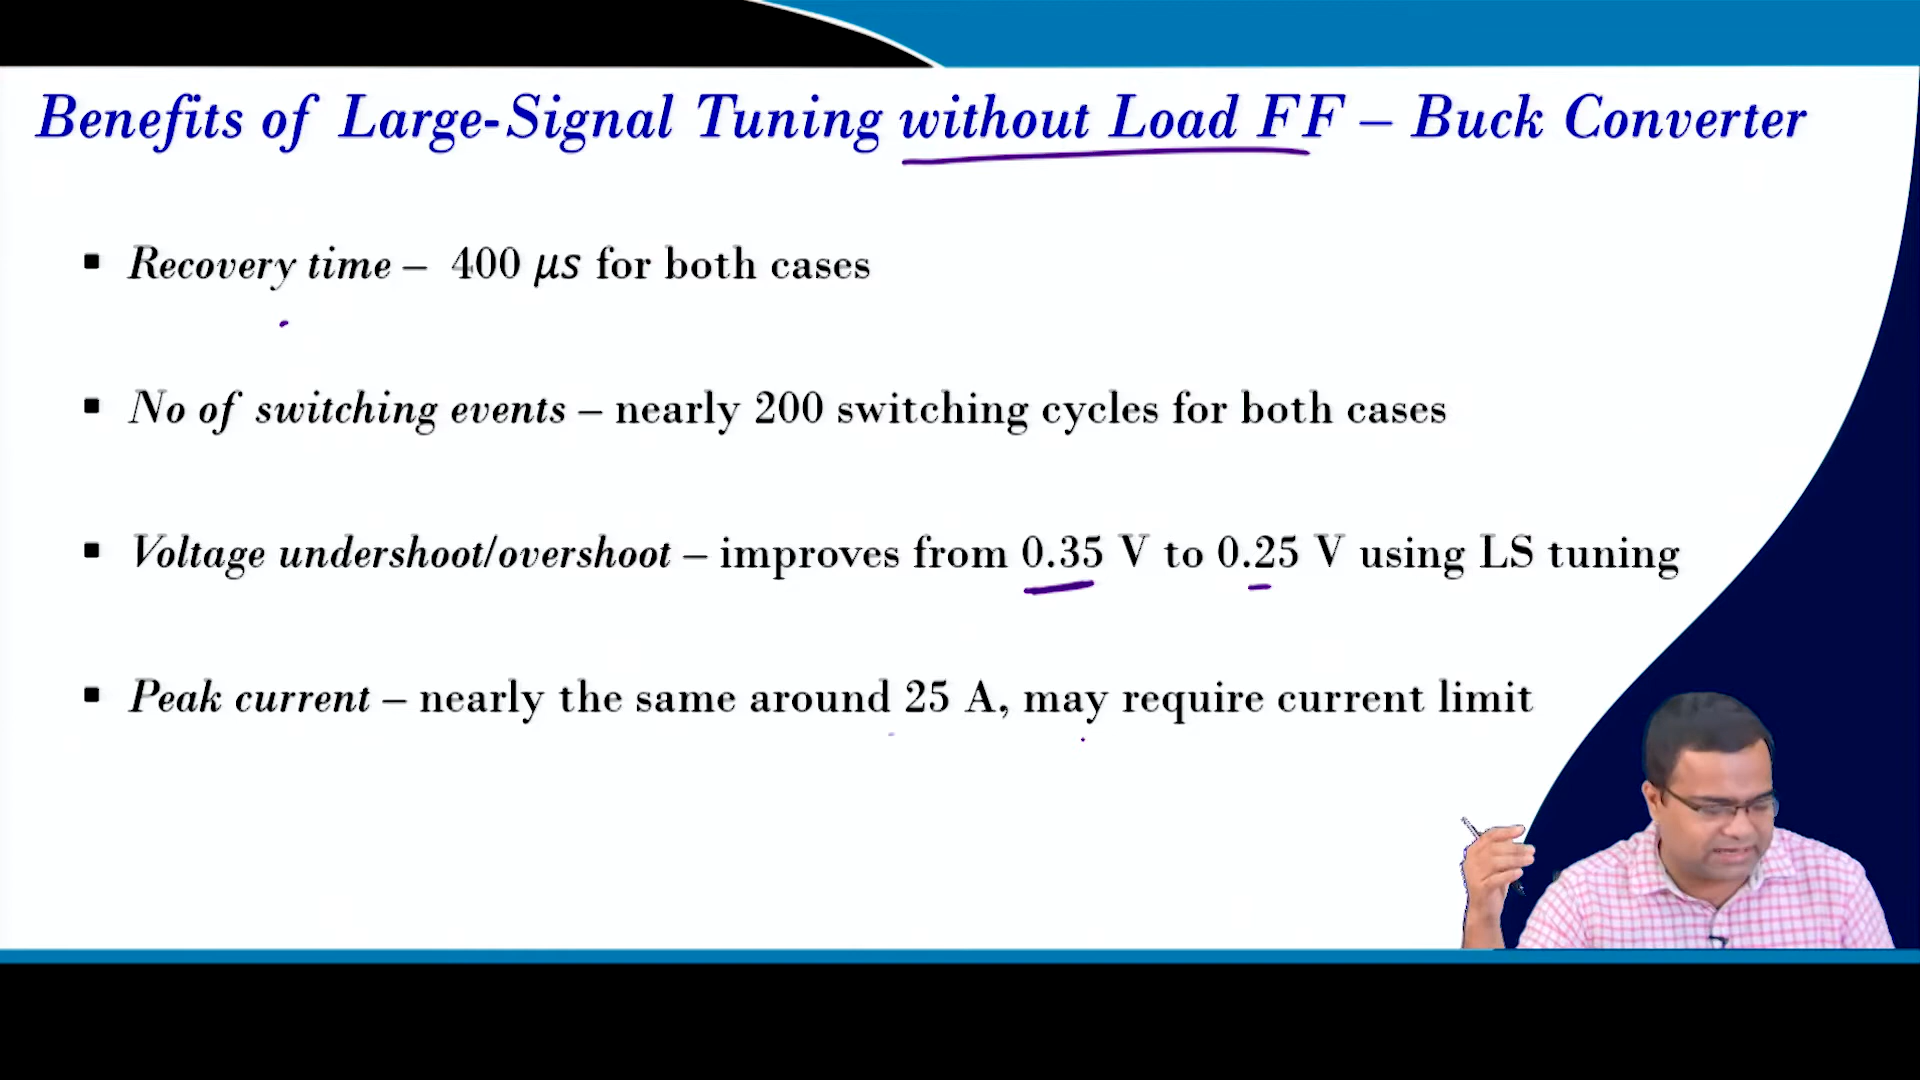 Benefits of Large-Signal Tuning without Load FF – Buck Converter
▪ Recovery time – 400 μs for both cases
▪ No of switching events – nearly 200 switching cycles for both cases
▪ Voltage undershoot/overshoot – improves from 0.35 V to 0.25 V using LS tuning
▪ Peak current – nearly the same around 25 A, may require current limit